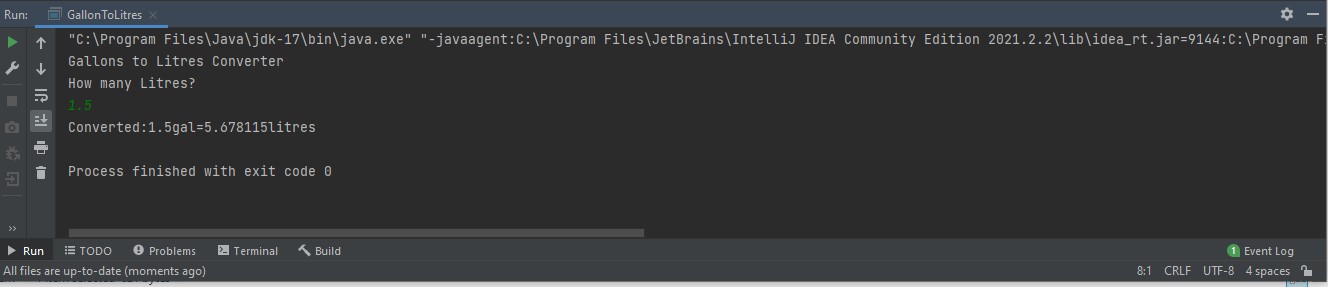 Run: GallonToLitres
"C:\Program Files\Java\jdk-17\bin\java.exe" "-javaagent:C:\Program Files\JetBrains\IntelliJ IDEA Community Edition 2021.2.2\lib\idea_rt.jar=9144:C:\Program Fi
Gallons to Litres Converter
How many Litres?
1.5
Converted:1.5gal=5.678115litres
Process finished with exit code 0
Run TODO Problems Terminal Build 1 Event Log
All files are up-to-date (moments ago) 8:1 CRLF UTF-8 4 spaces